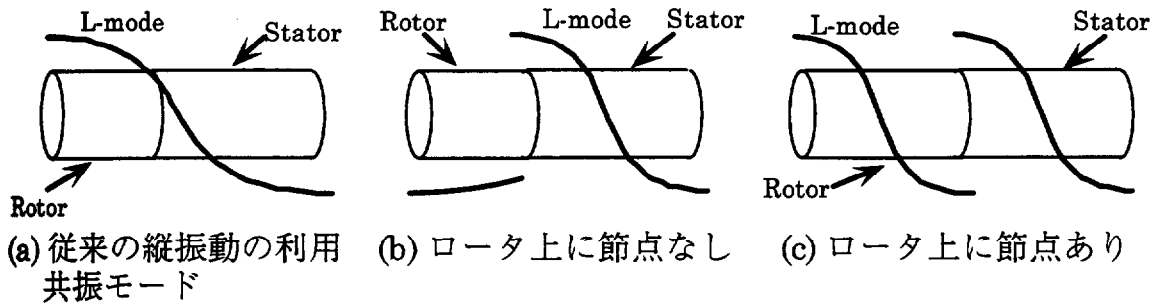 L-mode
Stator
Rotor
(a) 従来の縦振動の利用
共振モード
Rotor
L-mode
Stator
(b) ロータ上に節点なし
L-mode
Stator
Rotor
(c) ロータ上に節点あり